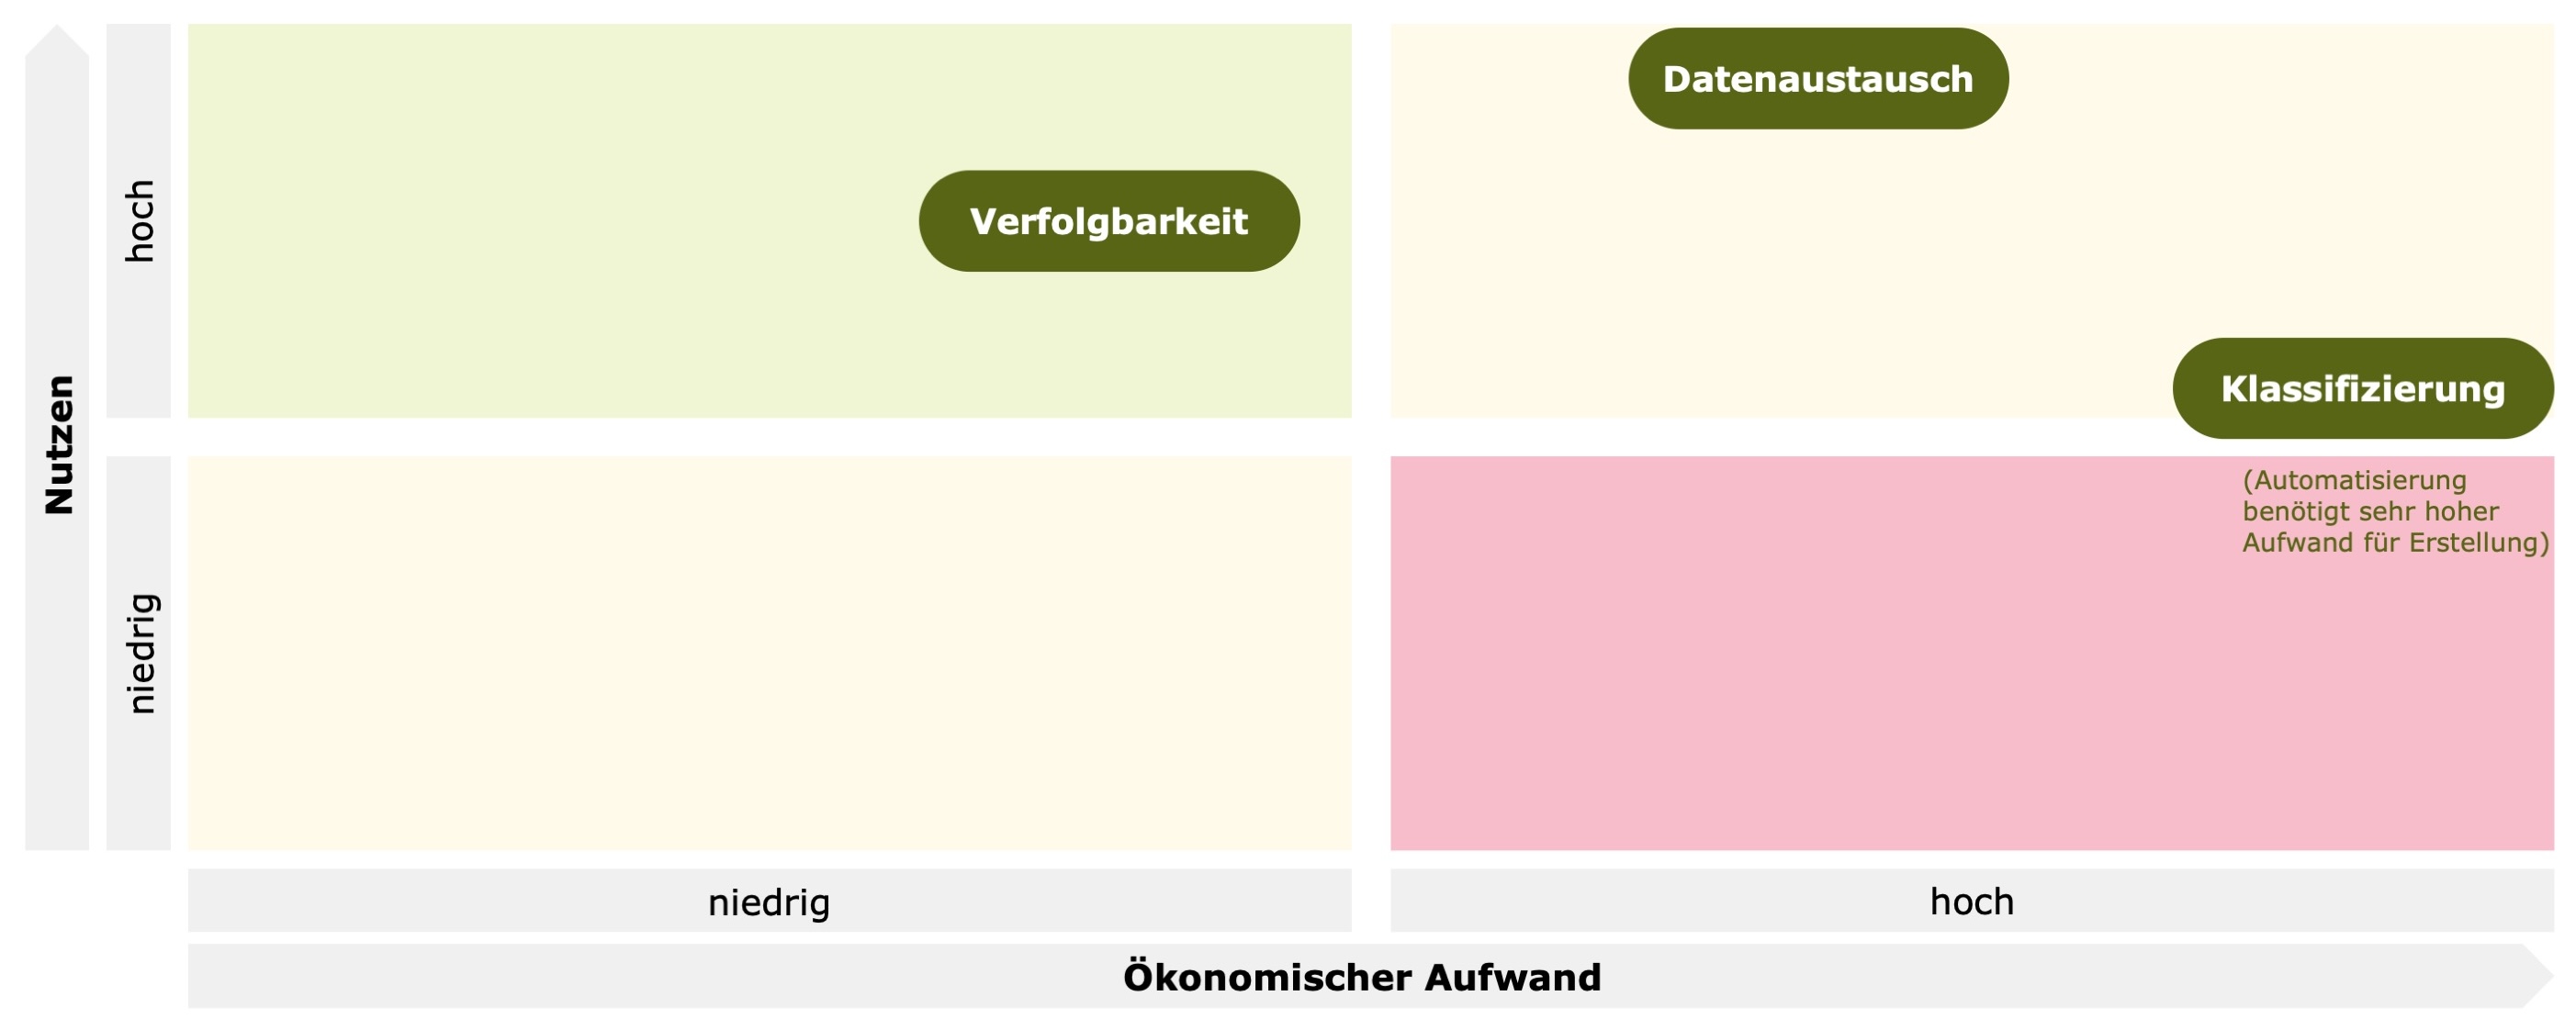 Nutzen
hoch
niedrig
Datenaustausch
Verfolgbarkeit
Klassifizierung
(Automatisierung
benötigt sehr hoher
Aufwand für Erstellung)
niedrig
hoch
Ökonomischer Aufwand